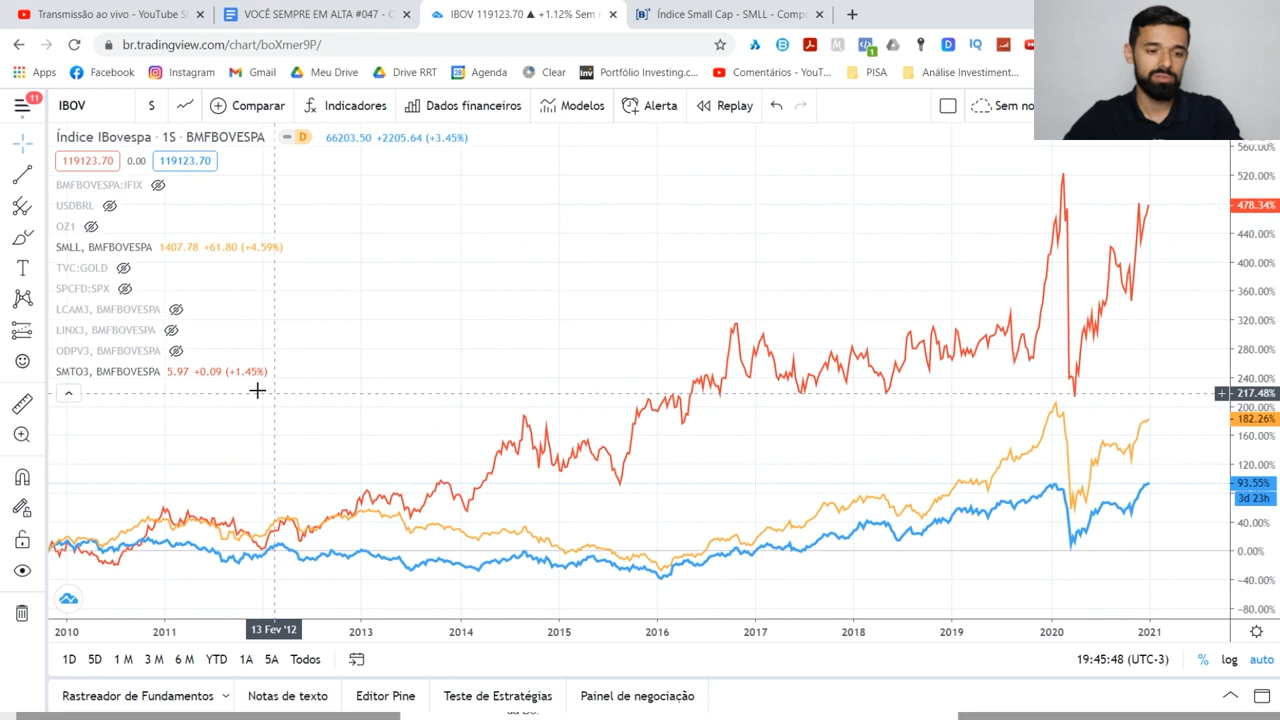 Transmissão ao vivo - YouTube S
VOCÊ SEMPRE EM ALTA #047 - G
IBOV 119123.70 ▲ +1.12% Sem n
Índice Small Cap - SMLL - Comp
br.tradingview.com/chart/boXmer9P/
Apps
Facebook
Instagram
Gmail
Meu Drive
Drive RRT
Agenda
Clear
Portfólio Investing.c...
Comentários - YouT...
PISA
Análise Investiment...
11
IBOV
S
Comparar
Indicadores
Dados financeiros
Modelos
Alerta
Replay
Sem no
Índice IBovespa · 1S · BMFBOVESPA
D
66203.50 +2205.64 (+3.45%)
119123.70 0.00 119123.70
BMFBOVESPA:IFIX
USDBRL
OZ1
SMLL, BMFBOVESPA 1407.78 +61.80 (+4.59%)
TVC:GOLD
SPCFD:SPX
LCAM3, BMFBOVESPA
LINX3, BMFBOVESPA
ODPV3, BMFBOVESPA
SMTO3, BMFBOVESPA 5.97 +0.09 (+1.45%)
560.00%
520.00%
478.34%
440.00%
400.00%
360.00%
320.00%
280.00%
240.00%
217.48%
200.00%
182.26%
160.00%
120.00%
93.55%
3d 23h
40.00%
0.00%
-40.00%
-80.00%
2010 2011 13 Fev '12 2013 2014 2015 2016 2017 2018 2019 2020 2021
1D 5D 1 M 3 M 6 M YTD 1A 5A Todos
19:45:48 (UTC-3) % log auto
Rastreador de Fundamentos Notas de texto Editor Pine Teste de Estratégias Painel de negociação